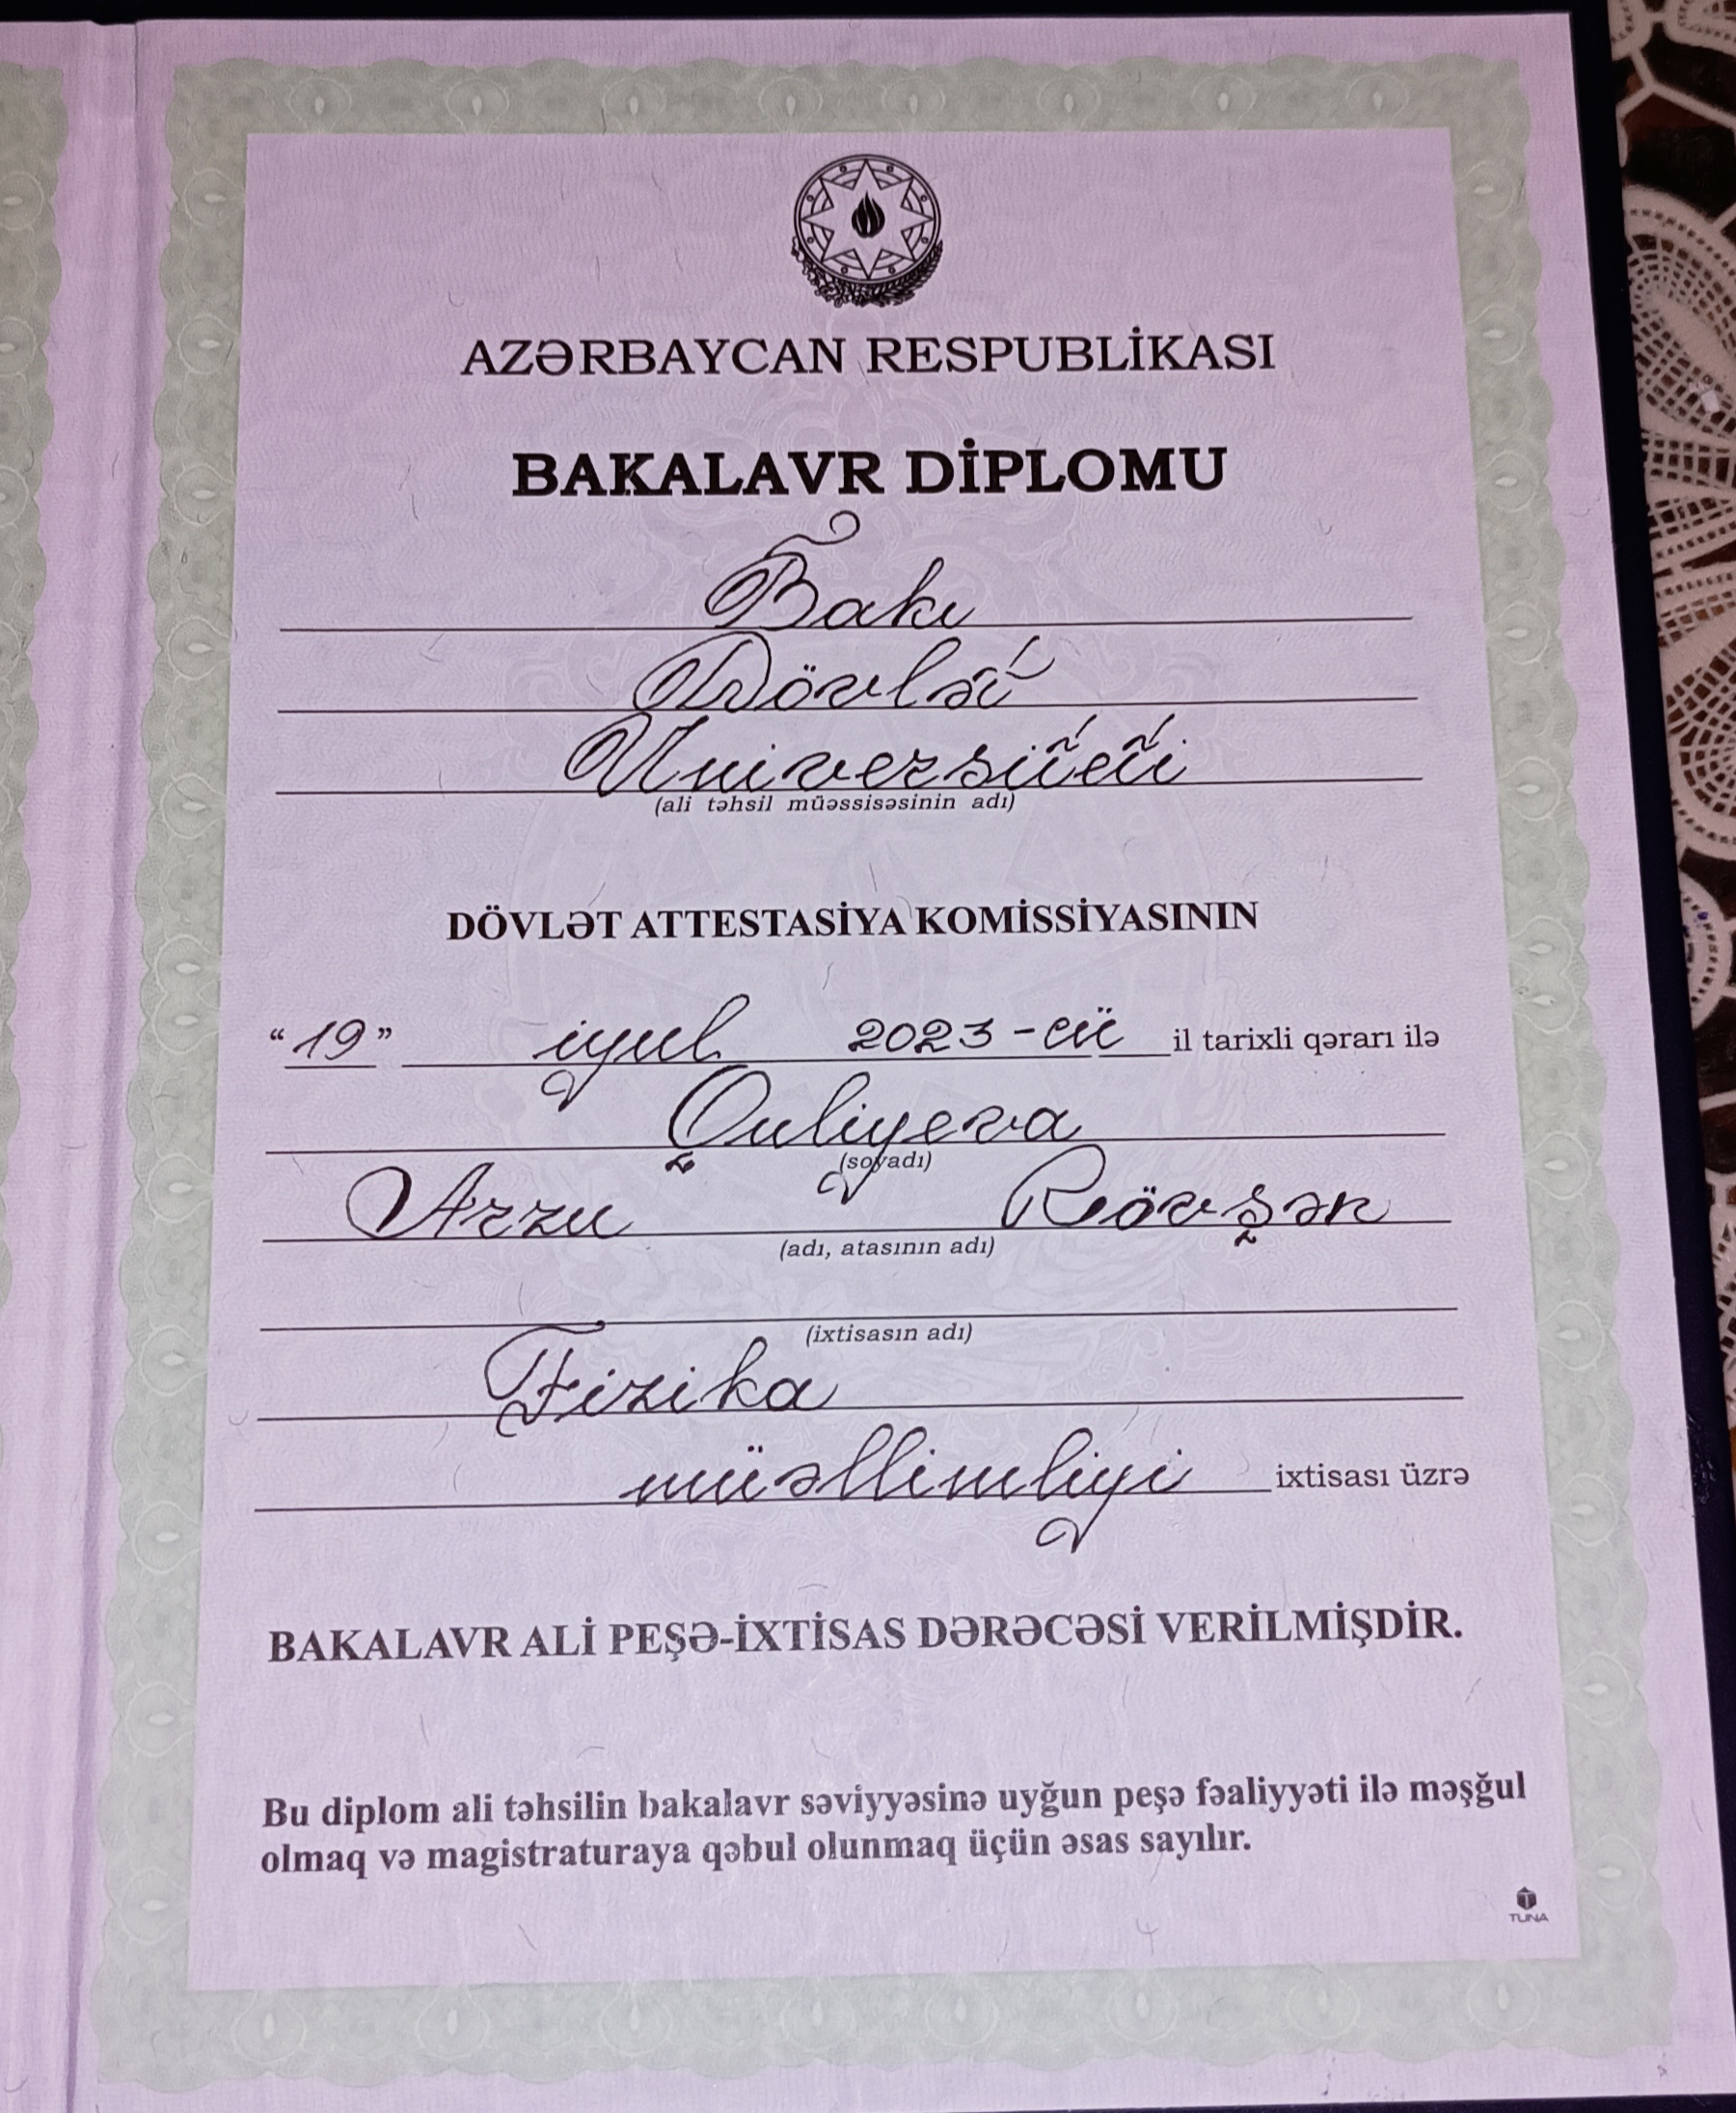 AZƏRBAYCAN RESPUBLİKASI
BAKALAVR DİPLOMU
Bakı
Dövlət
Universiteti
(ali təhsil müəssisəsinin adı)
DÖVLƏT ATTESTASİYA KOMİSSİYASININ
“19” iyul 2023-cü il tarixli qərarı ilə
Quliyeva
(soyadı)
Arzu Rövşən
(adı, atasının adı)
(ixtisasın adı)
Fizika
müəllimliyi ixtisası üzrə
BAKALAVR ALİ PEŞƏ-İXTİSAS DƏRƏCƏSİ VERİLMİŞDİR.
Bu diplom ali təhsilin bakalavr səviyyəsinə uyğun peşə fəaliyyəti ilə məşğul
olmaq və magistraturaya qəbul olunmaq üçün əsas sayılır.
TUNA